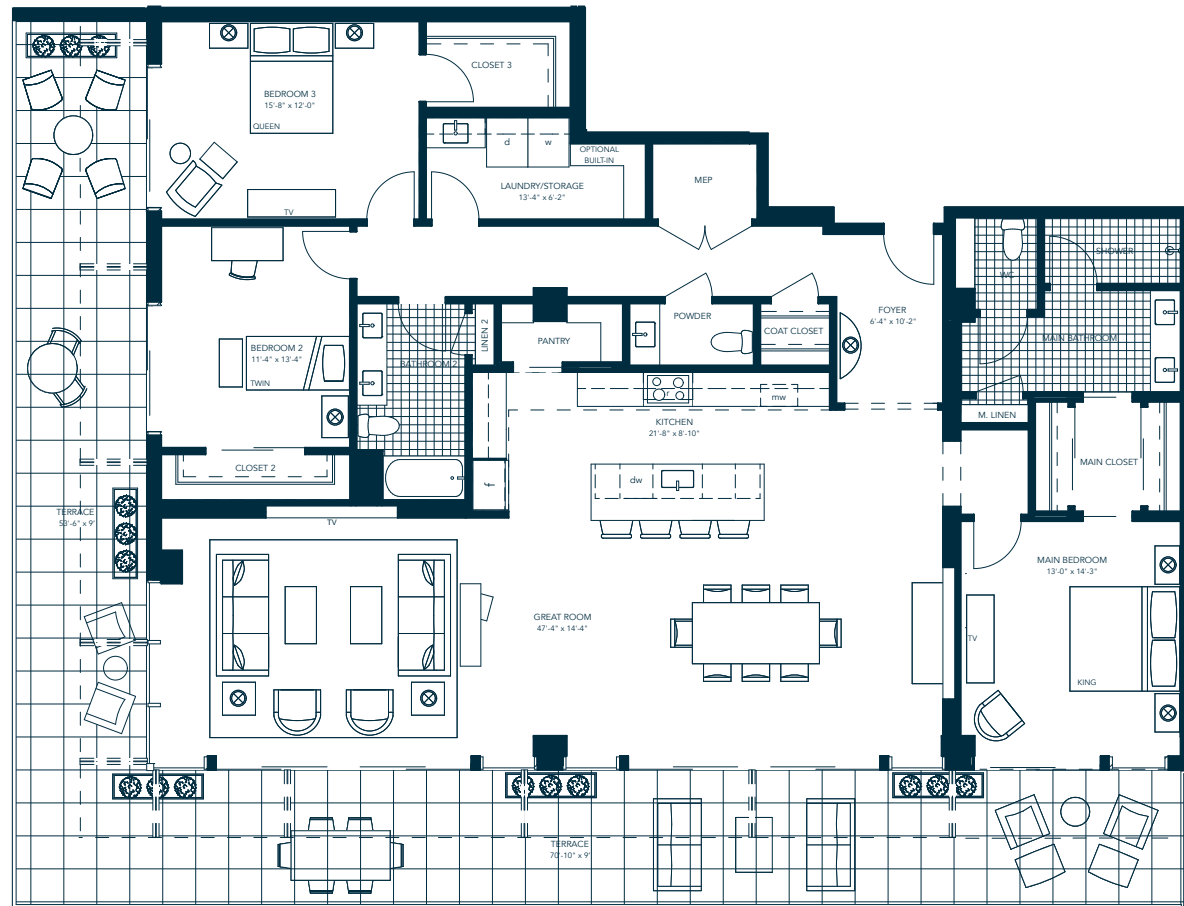 CLOSET 3
BEDROOM 3
15'-8" x 12'-0"
QUEEN
TV
d
w
OPTIONAL
BUILT-IN
LAUNDRY/STORAGE
13'-4" x 6'-2"
MEP
SHOWER
WC
FOYER
6'-4" x 10'-2"
POWDER
COAT CLOSET
LINEN 2
PANTRY
MAIN BATHROOM
BEDROOM 2
11'-4" x 13'-4"
TWIN
BATHROOM 2
r
mw
M. LINEN
KITCHEN
21'-8" x 8'-10"
CLOSET 2
MAIN CLOSET
f
dw
TERRACE
53'-6" x 9'
TV
MAIN BEDROOM
13'-0" x 14'-3"
GREAT ROOM
47'-4" x 14'-4"
TV
KING
TERRACE
70'-10" x 9'